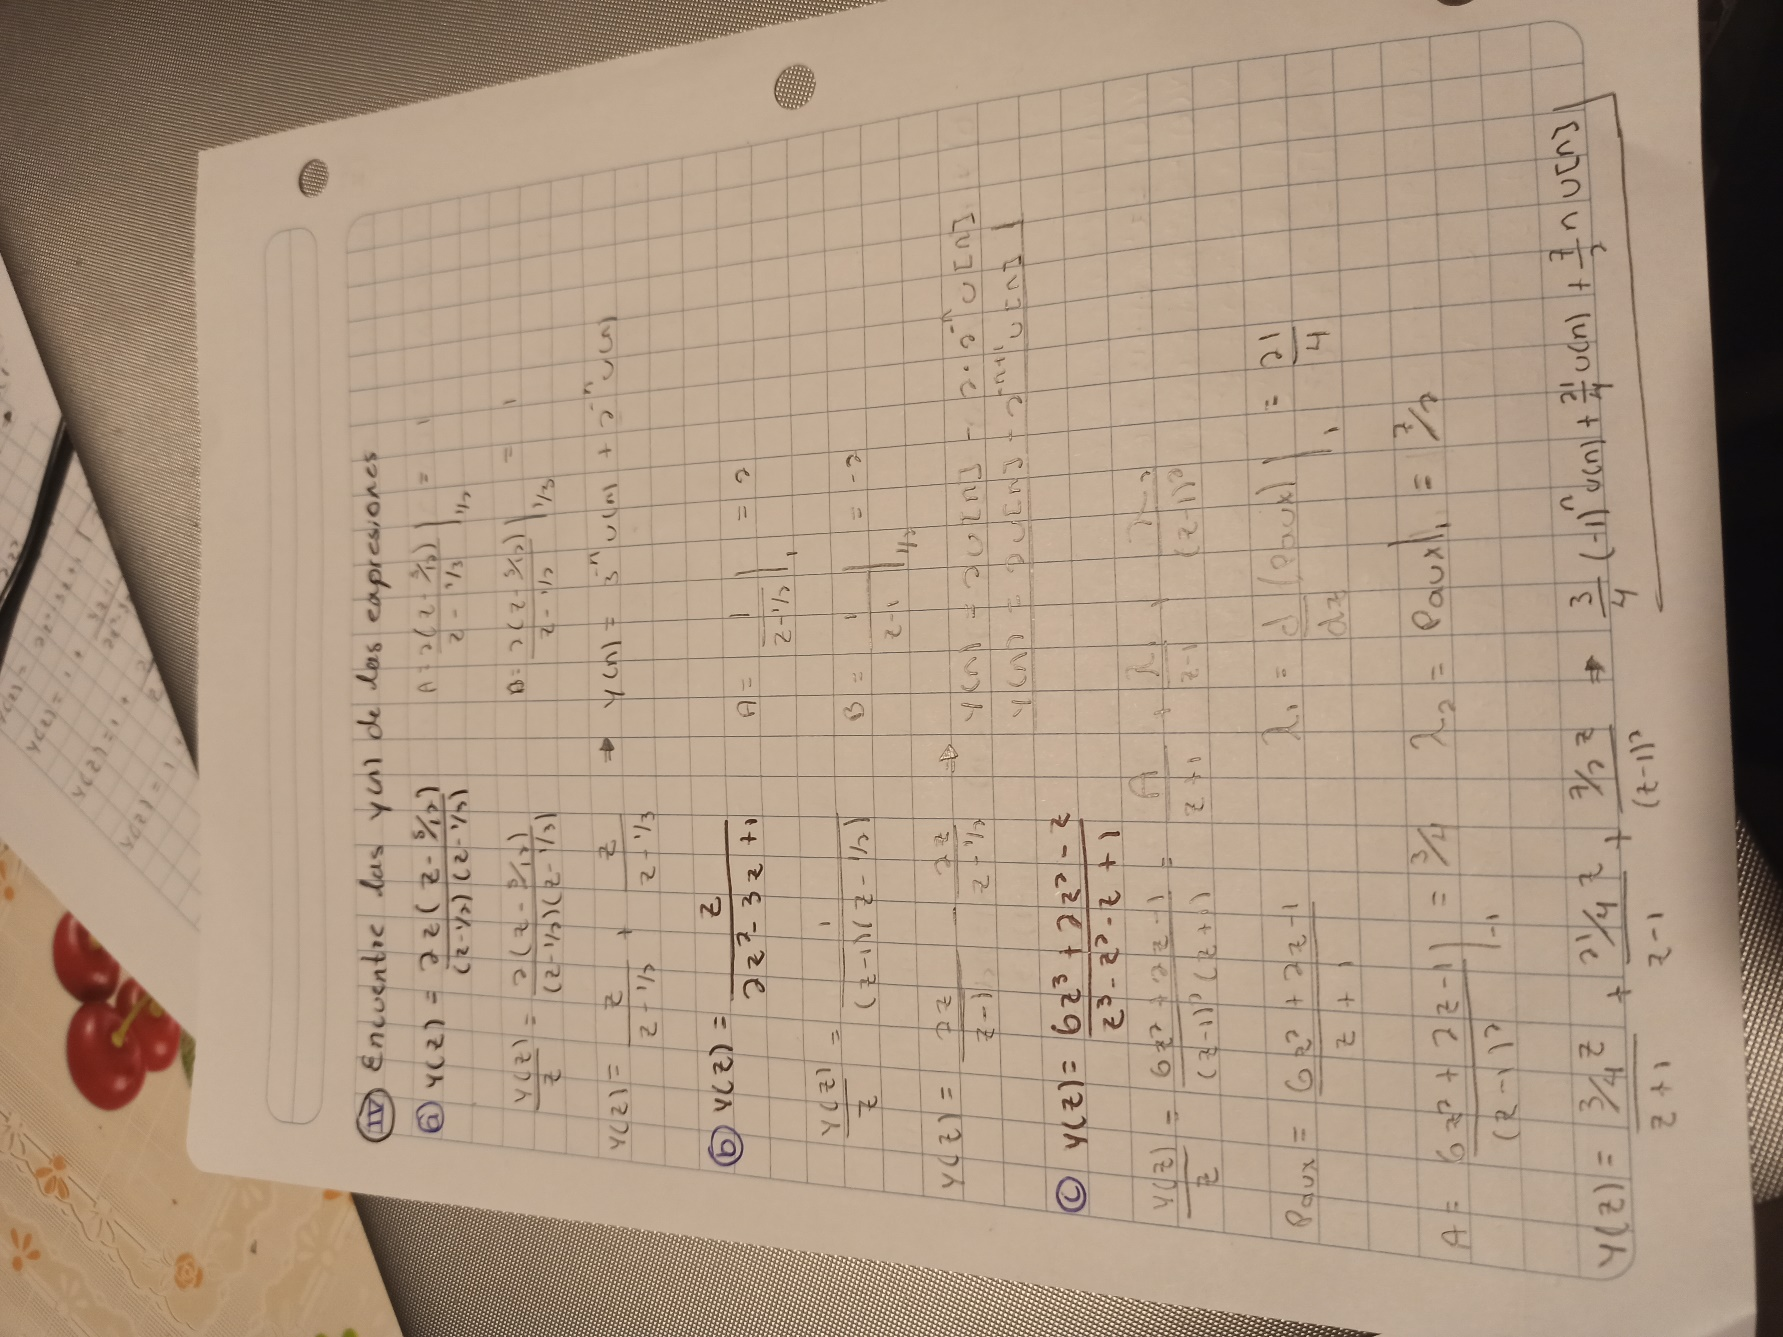 IV Encuentre las y(n) de las expresiones
a) Y(z) = 2z(z-5/12) / (z-1/2)(z-1/3)    A = 2(z-5/12) / z-1/3 |1/2 = 1
Y(z)/z = 2(z-5/12) / (z-1/2)(z-1/3)    B = 2(z-5/12) / z-1/2 |1/3 = 1
Y(z) = z / z-1/2 + z / z-1/3 → y(n) = 3^-n u(n) + 2^-n u(n)
b) Y(z) = z / 2z²-3z+1    A = 1 / z-1/2 |1 = 2
Y(z)/z = 1 / (z-1)(z-1/2)    B = 1 / z-1 |1/2 = -2
Y(z) = 2z / z-1 - 2z / z-1/2 ⇒ y(n) = 2u[n] - 2·2^-n u[n]
y(n) = 2u[n] - 2^-n+1 u[n]
c) Y(z) = 6z³+2z²-z / z³-z²-z+1
Y(z)/z = 6z²+2z-1 / (z-1)²(z+1) = A / z+1 + λ1 / z-1 + λ2 / (z-1)²
Paux = 6z²+2z-1 / z+1    λ1 = d/dz (Paux)|1 = 21/4
A = 6z²+2z-1 / (z-1)² |-1 = 3/4    λ2 = Paux|1 = 7/2
Y(z) = 3/4 z / z+1 + 21/4 z / z-1 + 7/2 z / (z-1)² → 3/4 (-1)^n u(n) + 21/4 u(n) + 7/2 n u[n]